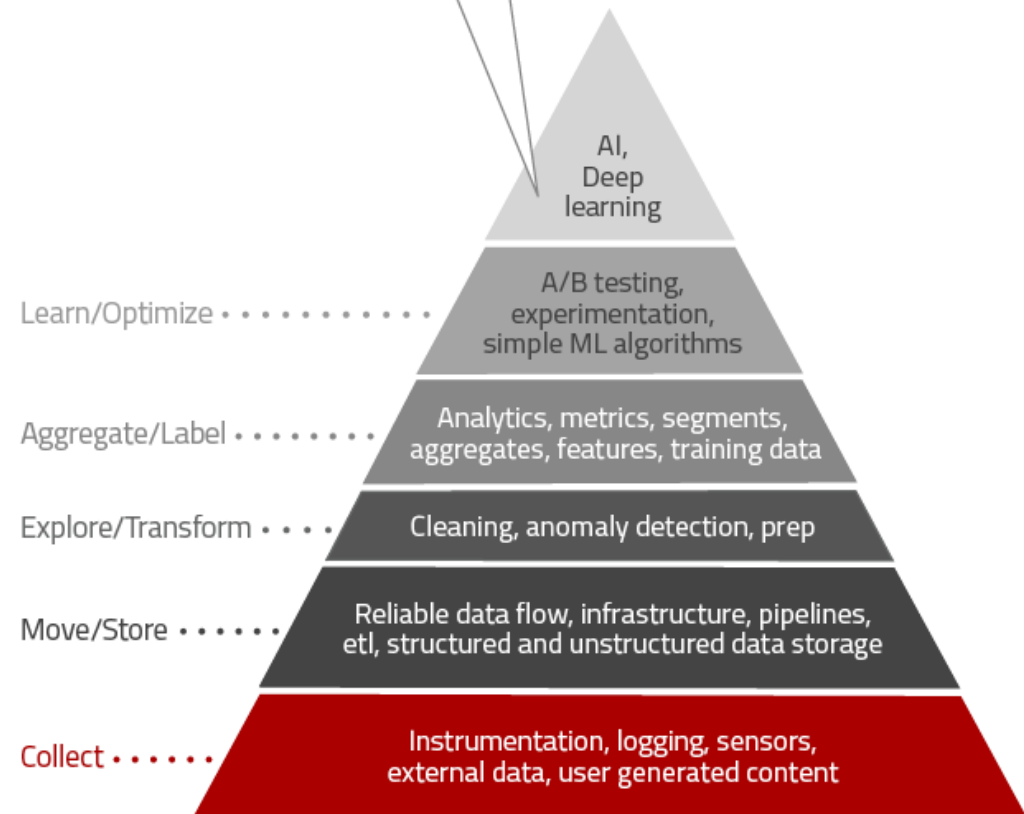 AI,
Deep
learning
Learn/Optimize
A/B testing,
experimentation,
simple ML algorithms
Aggregate/Label
Analytics, metrics, segments,
aggregates, features, training data
Explore/Transform
Cleaning, anomaly detection, prep
Move/Store
Reliable data flow, infrastructure, pipelines,
etl, structured and unstructured data storage
Collect
Instrumentation, logging, sensors,
external data, user generated content